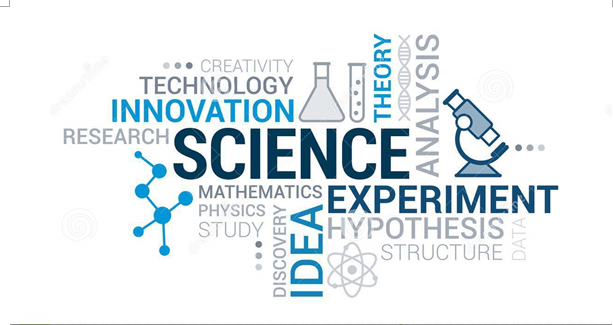 CREATIVITY
TECHNOLOGY
INNOVATION
RESEARCH
SCIENCE
THEORY
ANALYSIS
MATHEMATICS
PHYSICS
STUDY
DISCOVERY
IDEA
EXPERIMENT
HYPOTHESIS
STRUCTURE
DATA